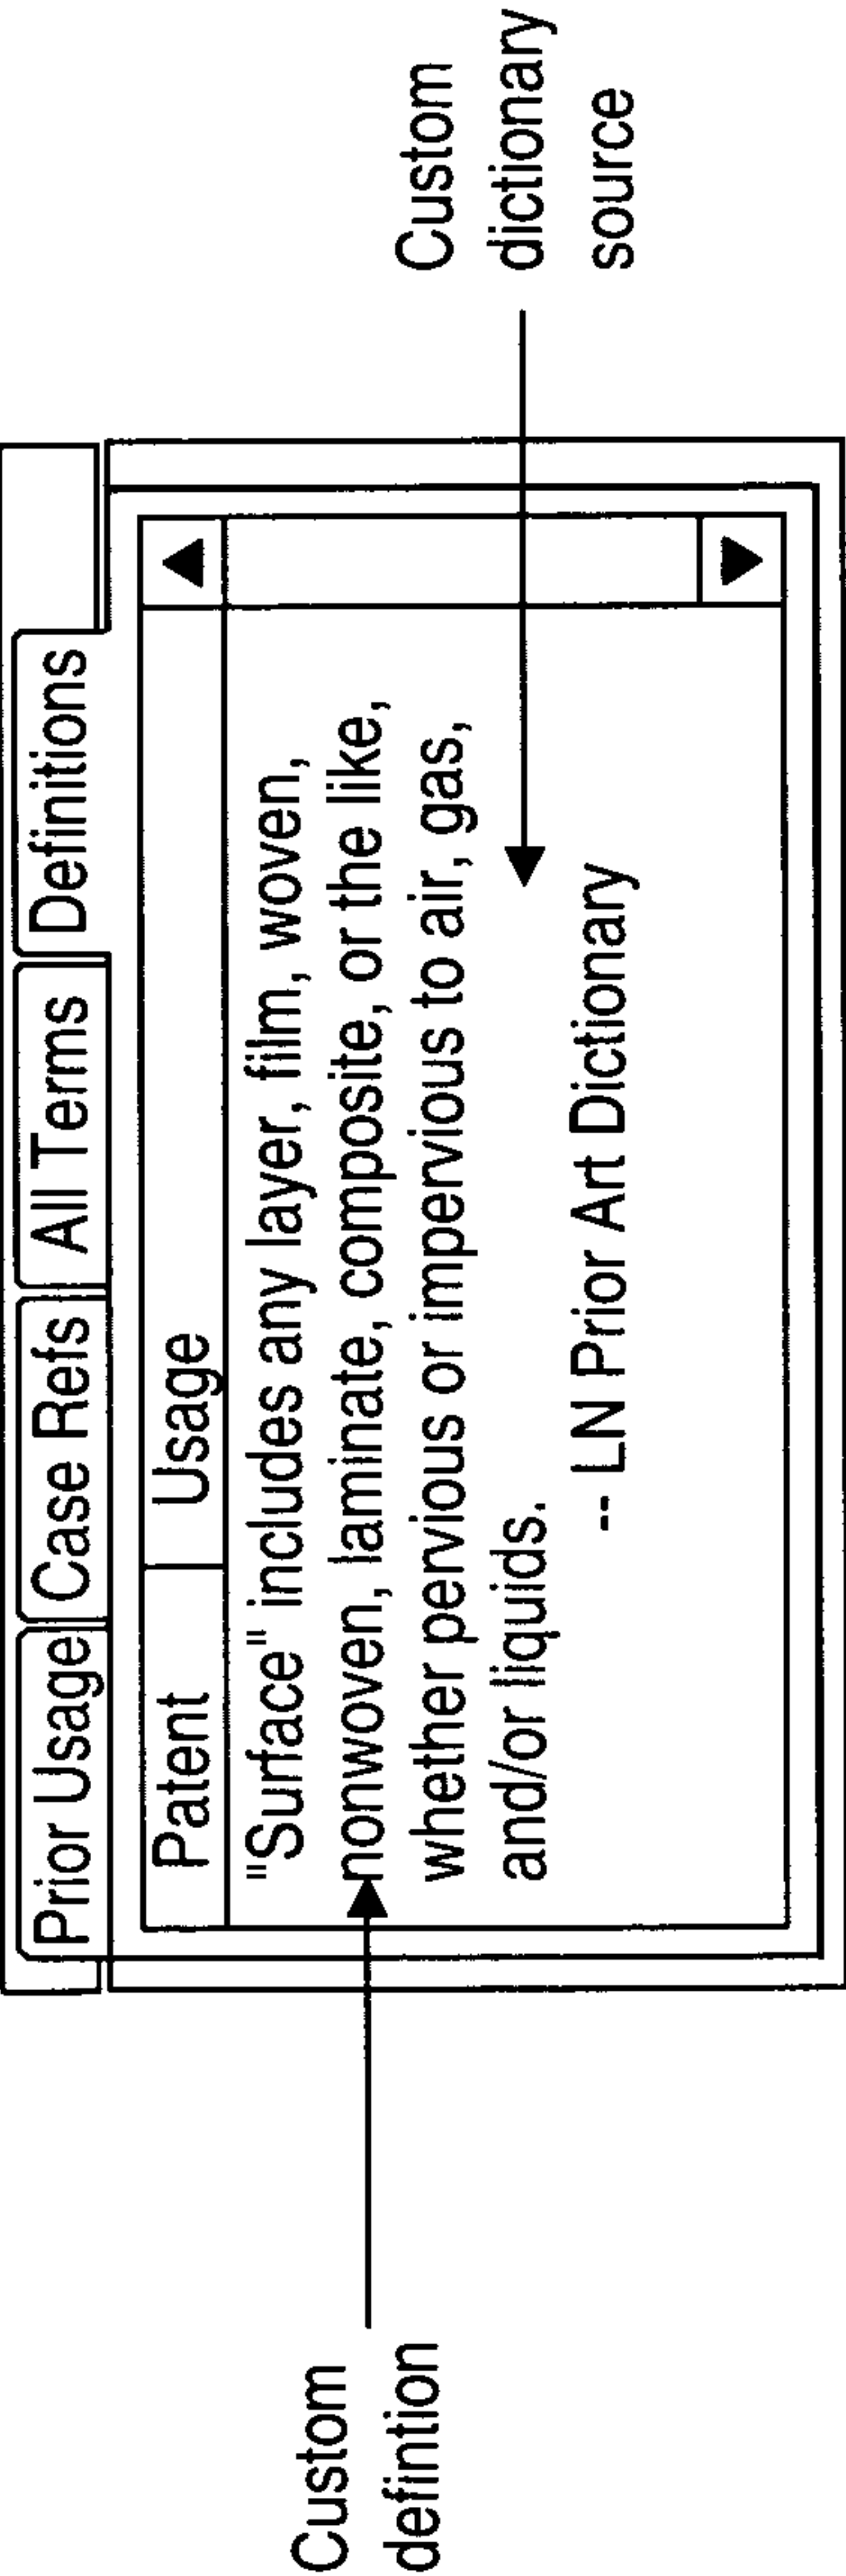 Prior Usage Case Refs All Terms Definitions
Patent Usage
"Surface" includes any layer, film, woven,
nonwoven, laminate, composite, or the like,
whether pervious or impervious to air, gas,
and/or liquids.
-- LN Prior Art Dictionary
Custom
defintion
Custom
dictionary
source